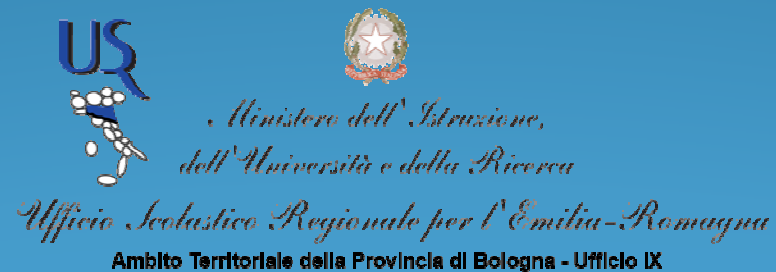 USR
Ministero dell'Istruzione,
dell'Università e della Ricerca
Ufficio Scolastico Regionale per l'Emilia-Romagna
Ambito Territoriale della Provincia di Bologna - Ufficio IX